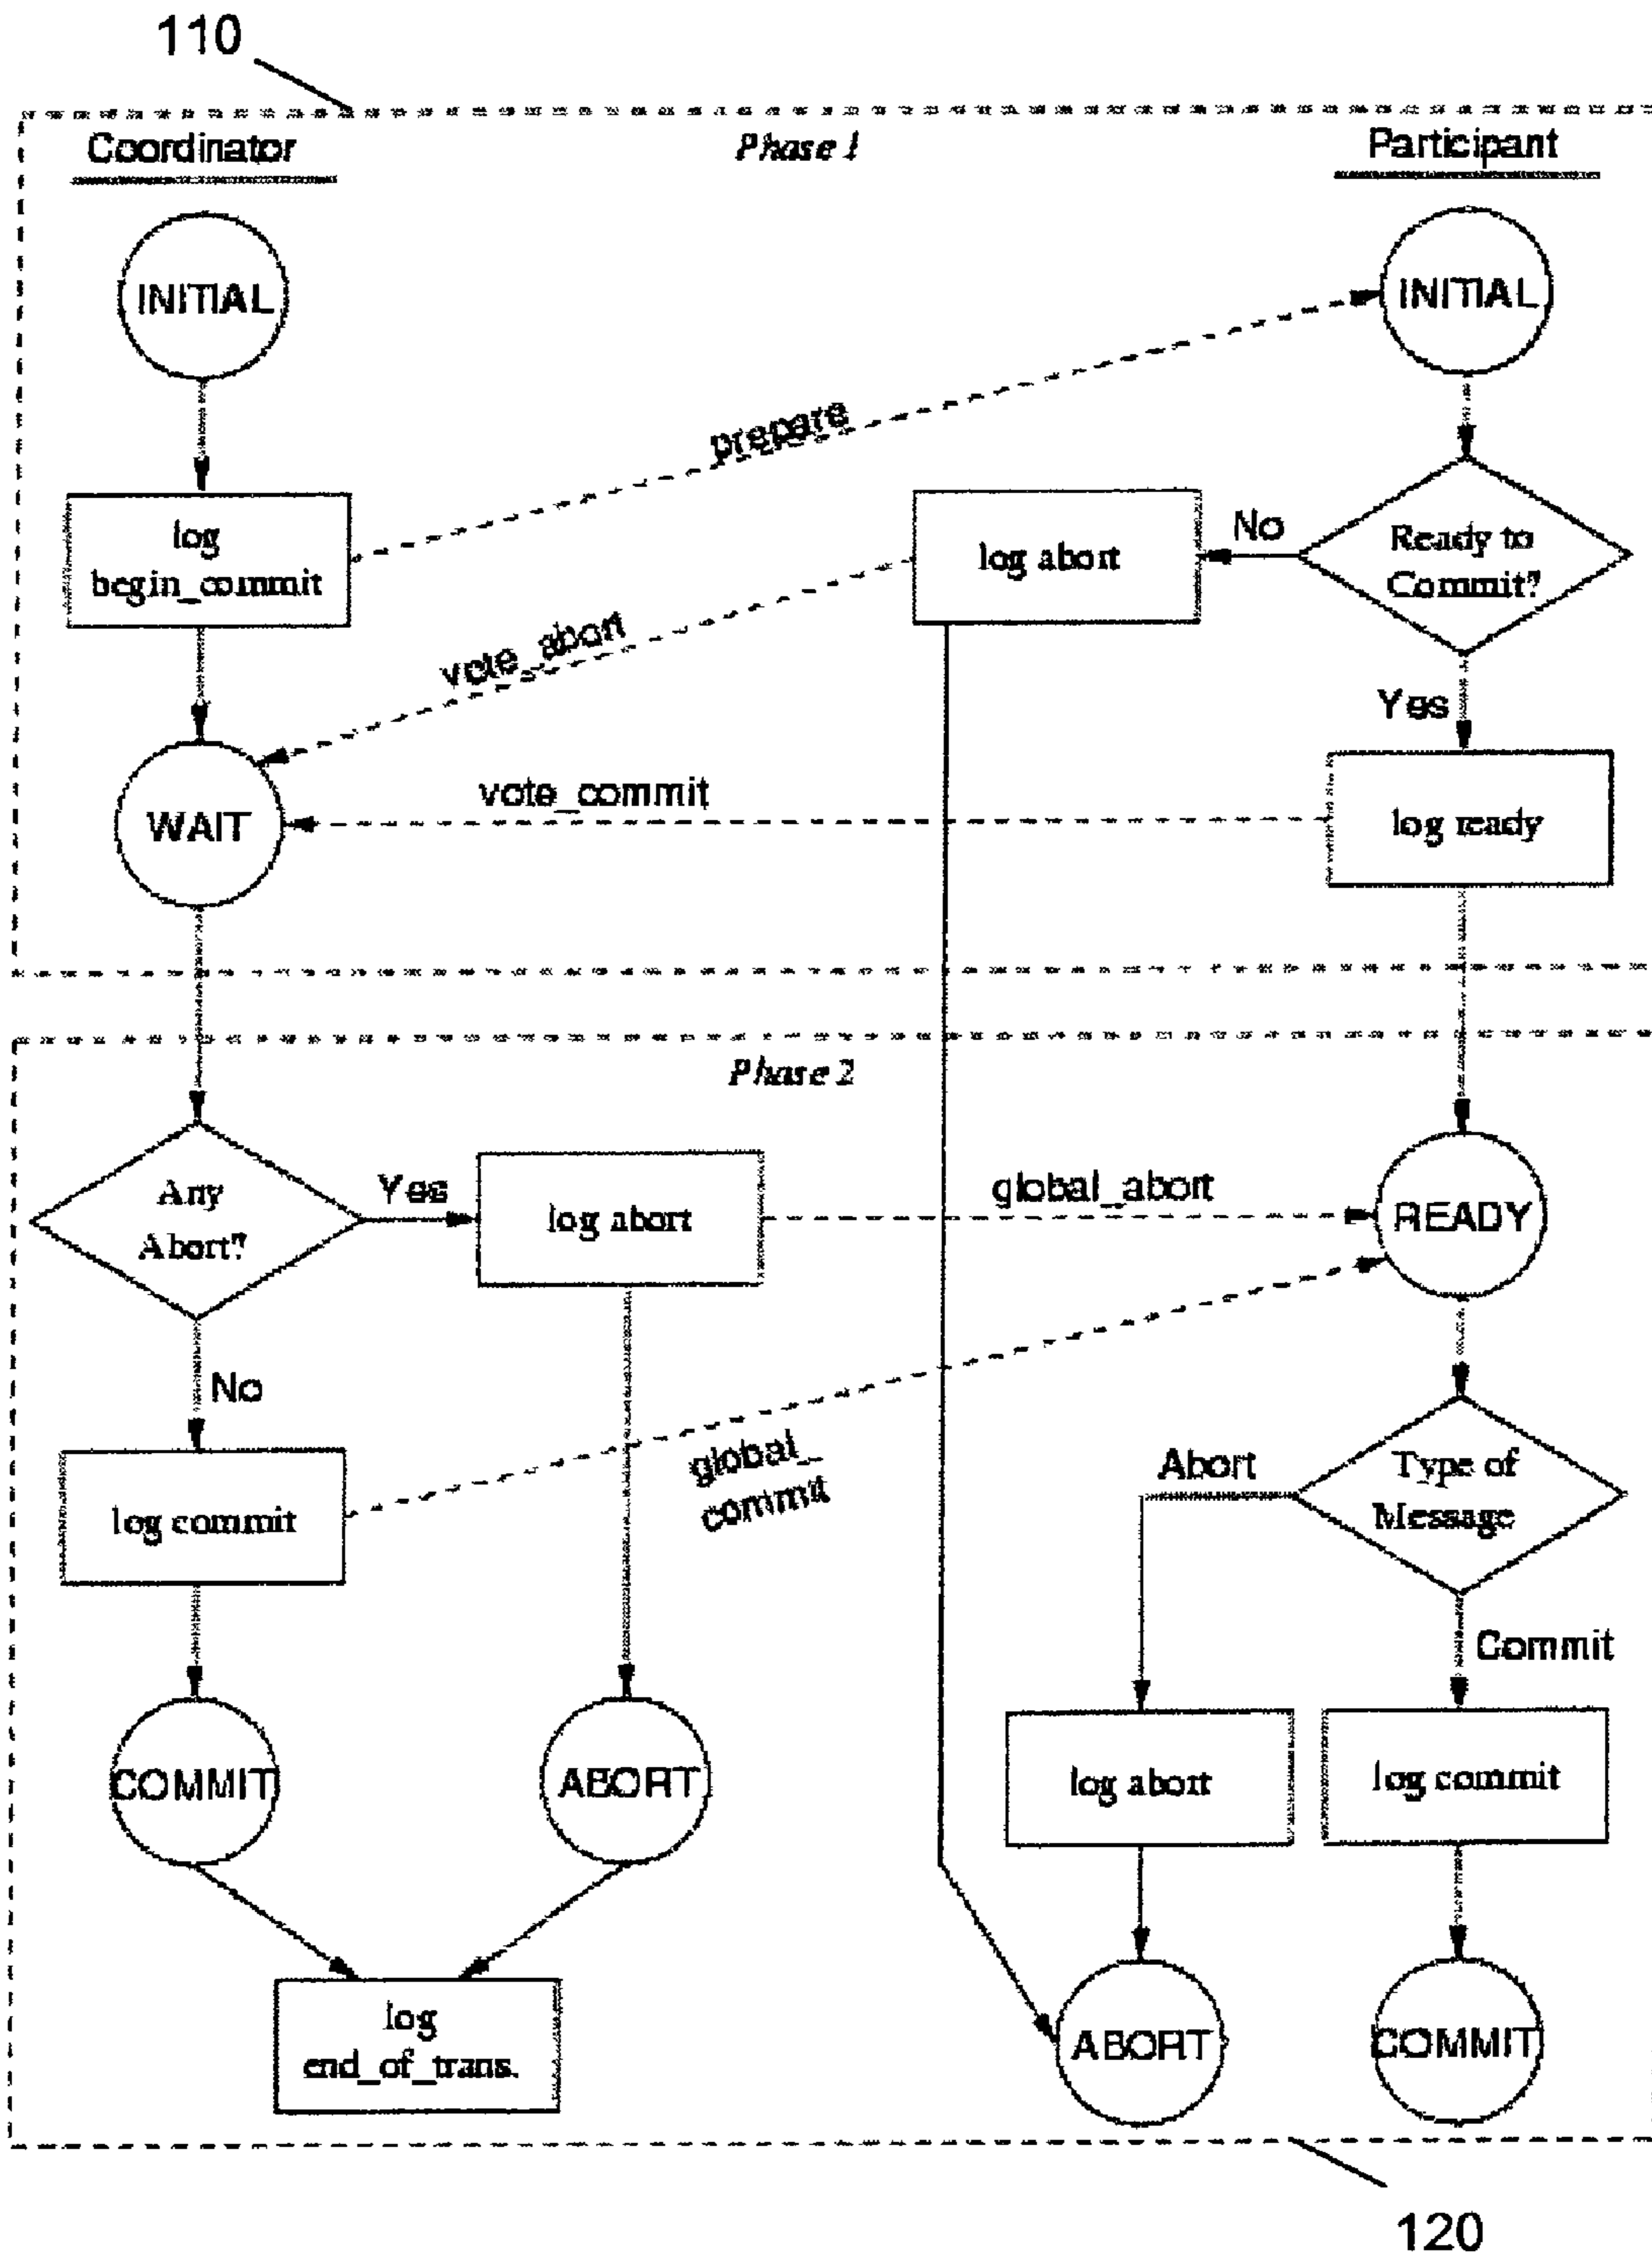 110
Coordinator
Phase 1
Participant
INITIAL
INITIAL
prepare
log
begin_commit
log abort
No
Ready to
Commit?
vote_abort
Yes
vote_commit
WAIT
log ready
Phase 2
Any
Abort?
Yes
log abort
global_abort
READY
No
global_
commit
log commit
Abort
Type of
Message
Commit
COMMIT
ABORT
log abort
log commit
log
end_of_trans.
ABORT
COMMIT
120